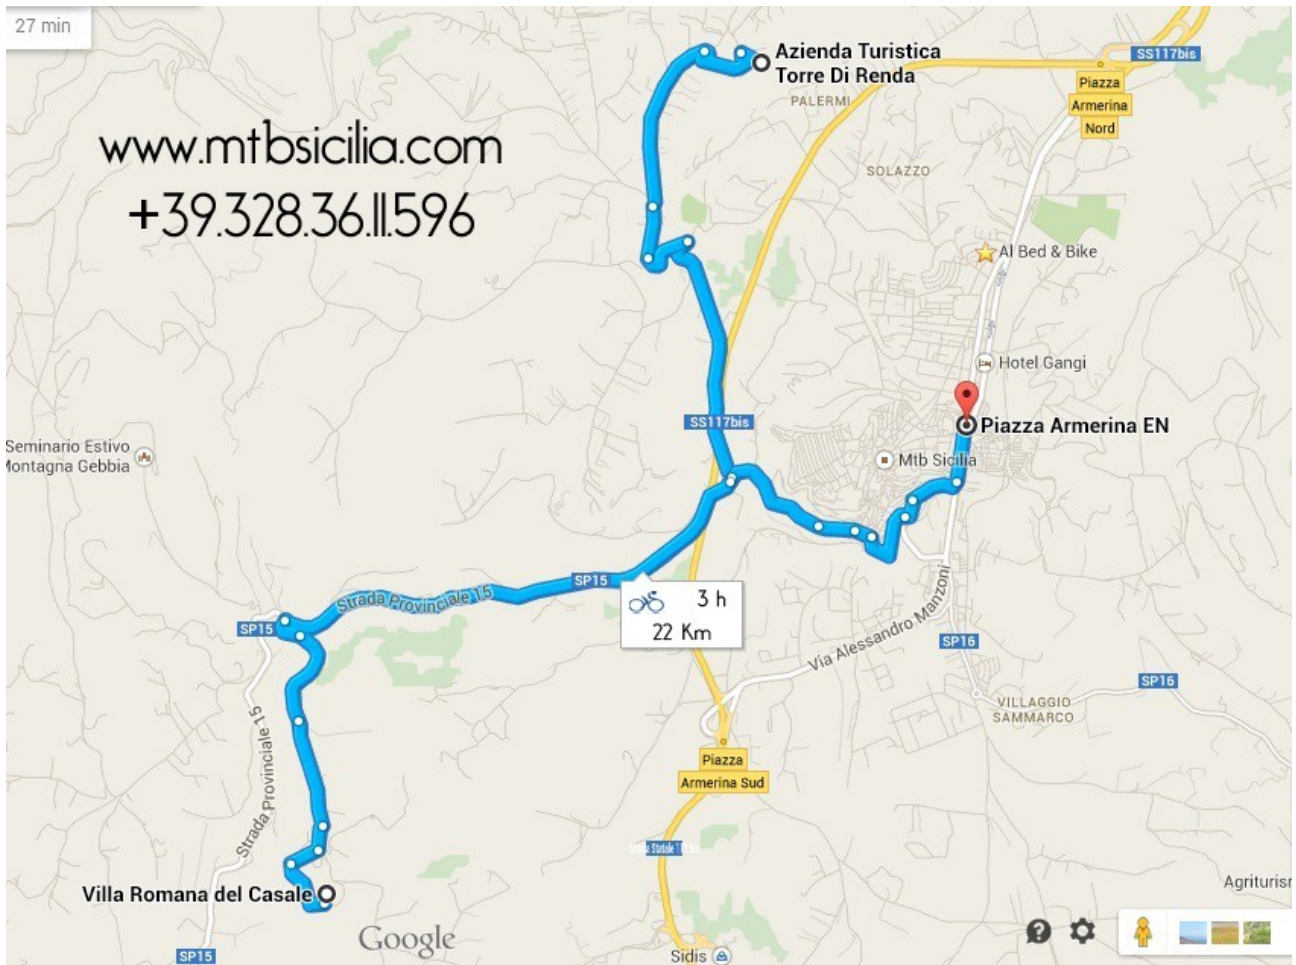 27 min
Azienda Turistica
Torre Di Renda
SS117bis
PALERMI
Piazza
Armerina
Nord
www.mtbsicilia.com
+39.328.36.11.596
SOLAZZO
Al Bed & Bike
Hotel Gangi
SS117bis
Piazza Armerina EN
Seminario Estivo
Montagna Gebbia
Mtb Sicilia
SP15
Strada Provinciale 15
3 h
22 Km
SP15
Via Alessandro Manzoni
SP16
SP16
VILLAGGIO
SAMMARCO
Strada Provinciale 15
Piazza
Armerina Sud
Villa Romana del Casale
Google
SP15
Sidis